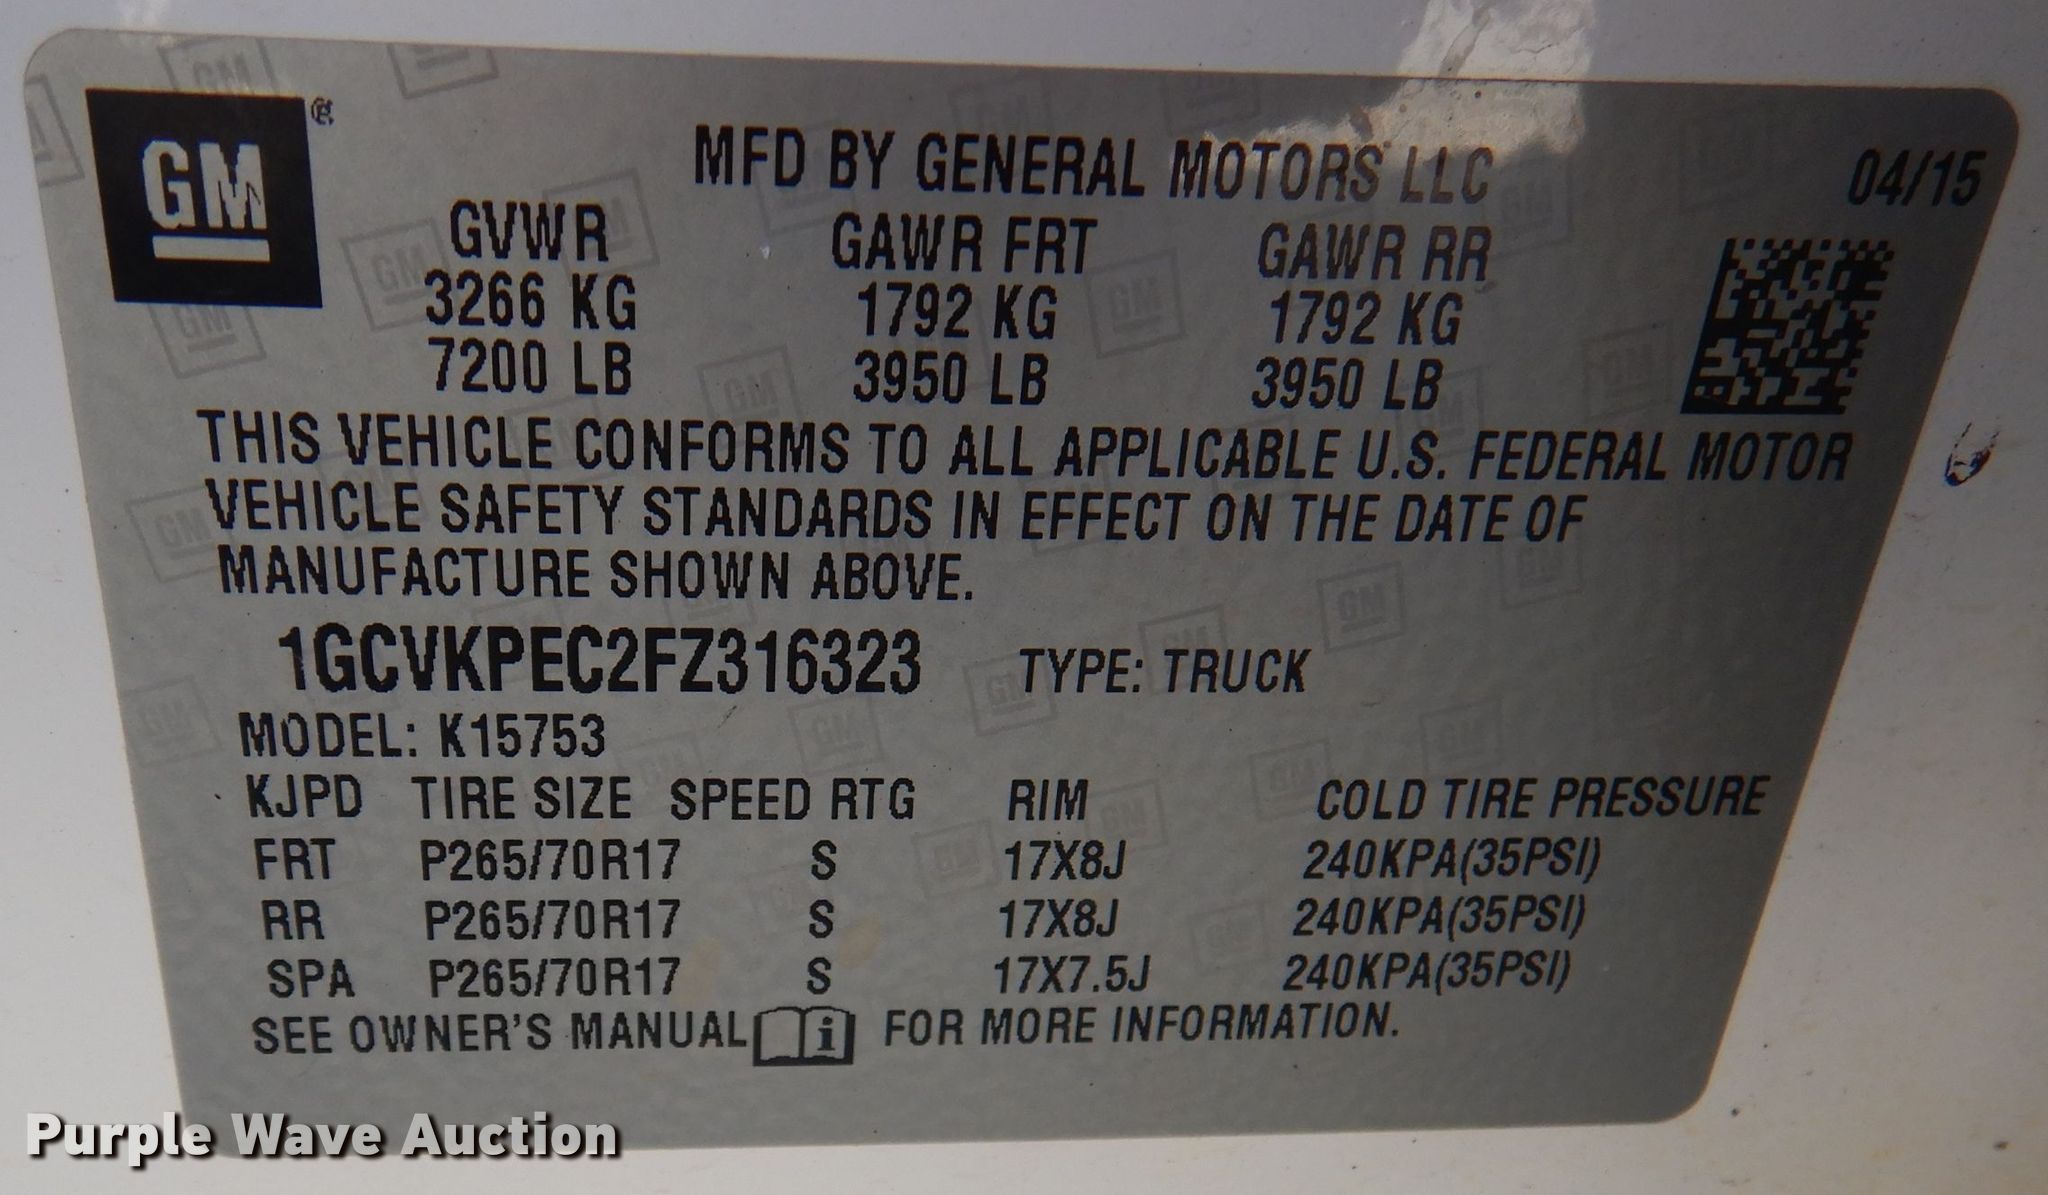 GM®
MFD BY GENERAL MOTORS LLC 04/15
GVWR GAWR FRT GAWR RR
3266 KG 1792 KG 1792 KG
7200 LB 3950 LB 3950 LB
THIS VEHICLE CONFORMS TO ALL APPLICABLE U.S. FEDERAL MOTOR
VEHICLE SAFETY STANDARDS IN EFFECT ON THE DATE OF
MANUFACTURE SHOWN ABOVE.
1GCVKPEC2FZ316323 TYPE: TRUCK
MODEL: K15753
KJPD TIRE SIZE SPEED RTG RIM COLD TIRE PRESSURE
FRT P265/70R17 S 17X8J 240KPA(35PSI)
RR P265/70R17 S 17X8J 240KPA(35PSI)
SPA P265/70R17 S 17X7.5J 240KPA(35PSI)
SEE OWNER'S MANUAL i FOR MORE INFORMATION.
Purple Wave Auction